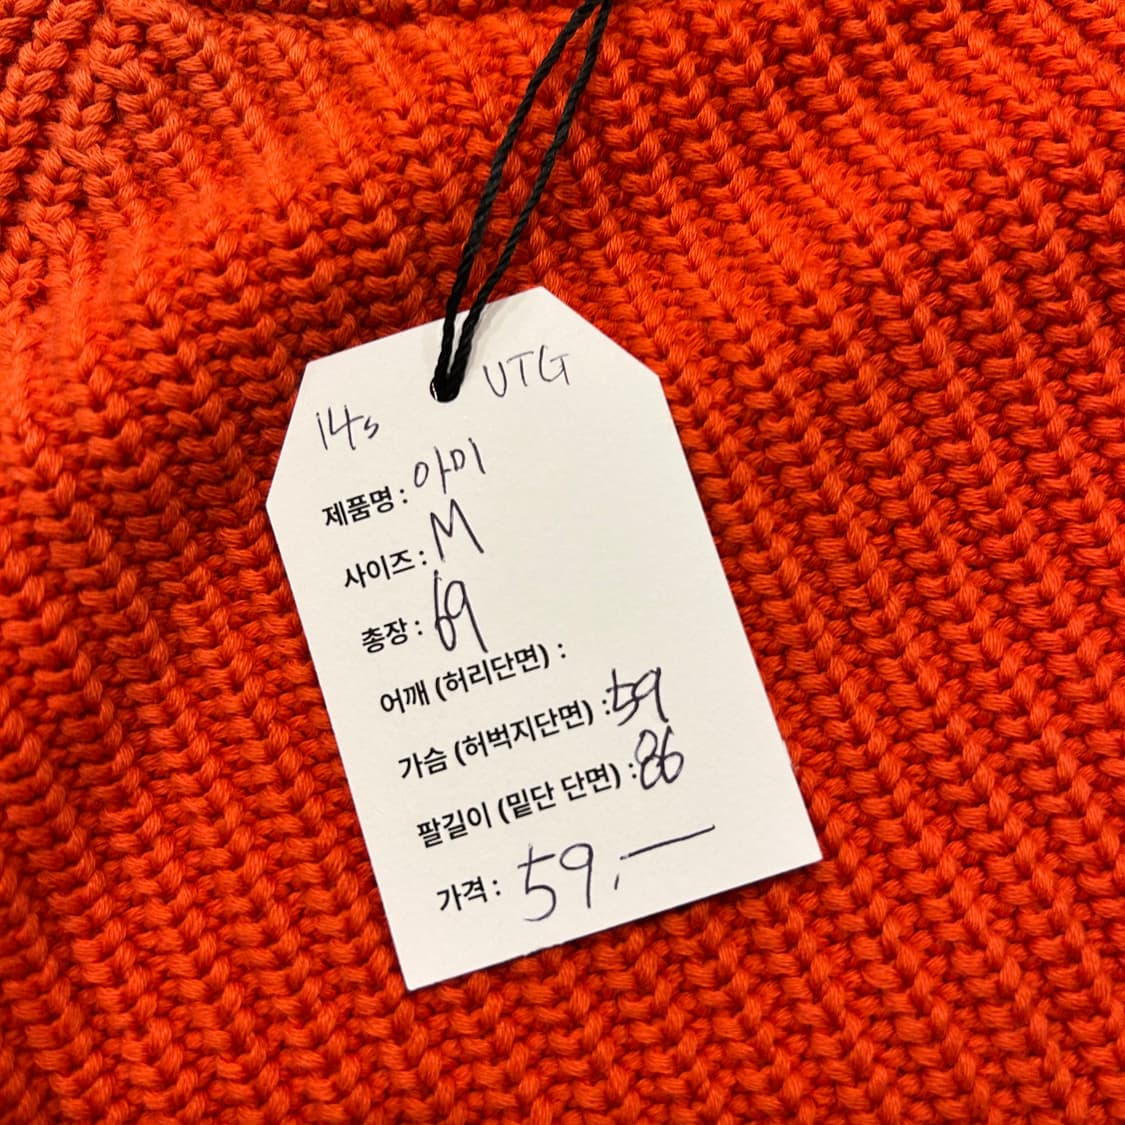 UTG
14s
제품명 : 아미
사이즈 : M
총장 : 69
어깨 (허리단면) :
가슴 (허벅지단면) : 59
팔길이 (밑단 단면) : 86
가격 : 59,—